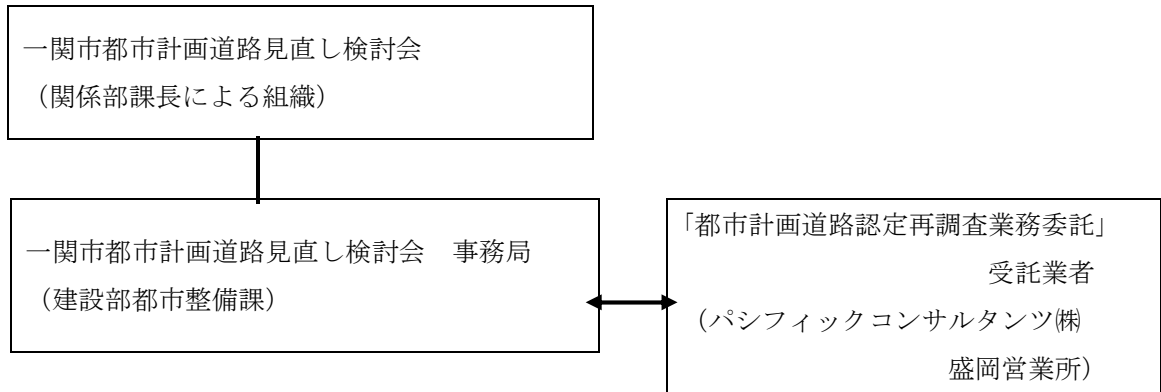 一関市都市計画道路見直し検討会
（関係部課長による組織）
一関市都市計画道路見直し検討会　事務局
（建設部都市整備課）
「都市計画道路認定再調査業務委託」
受託業者
（パシフィックコンサルタンツ㈱
盛岡営業所）